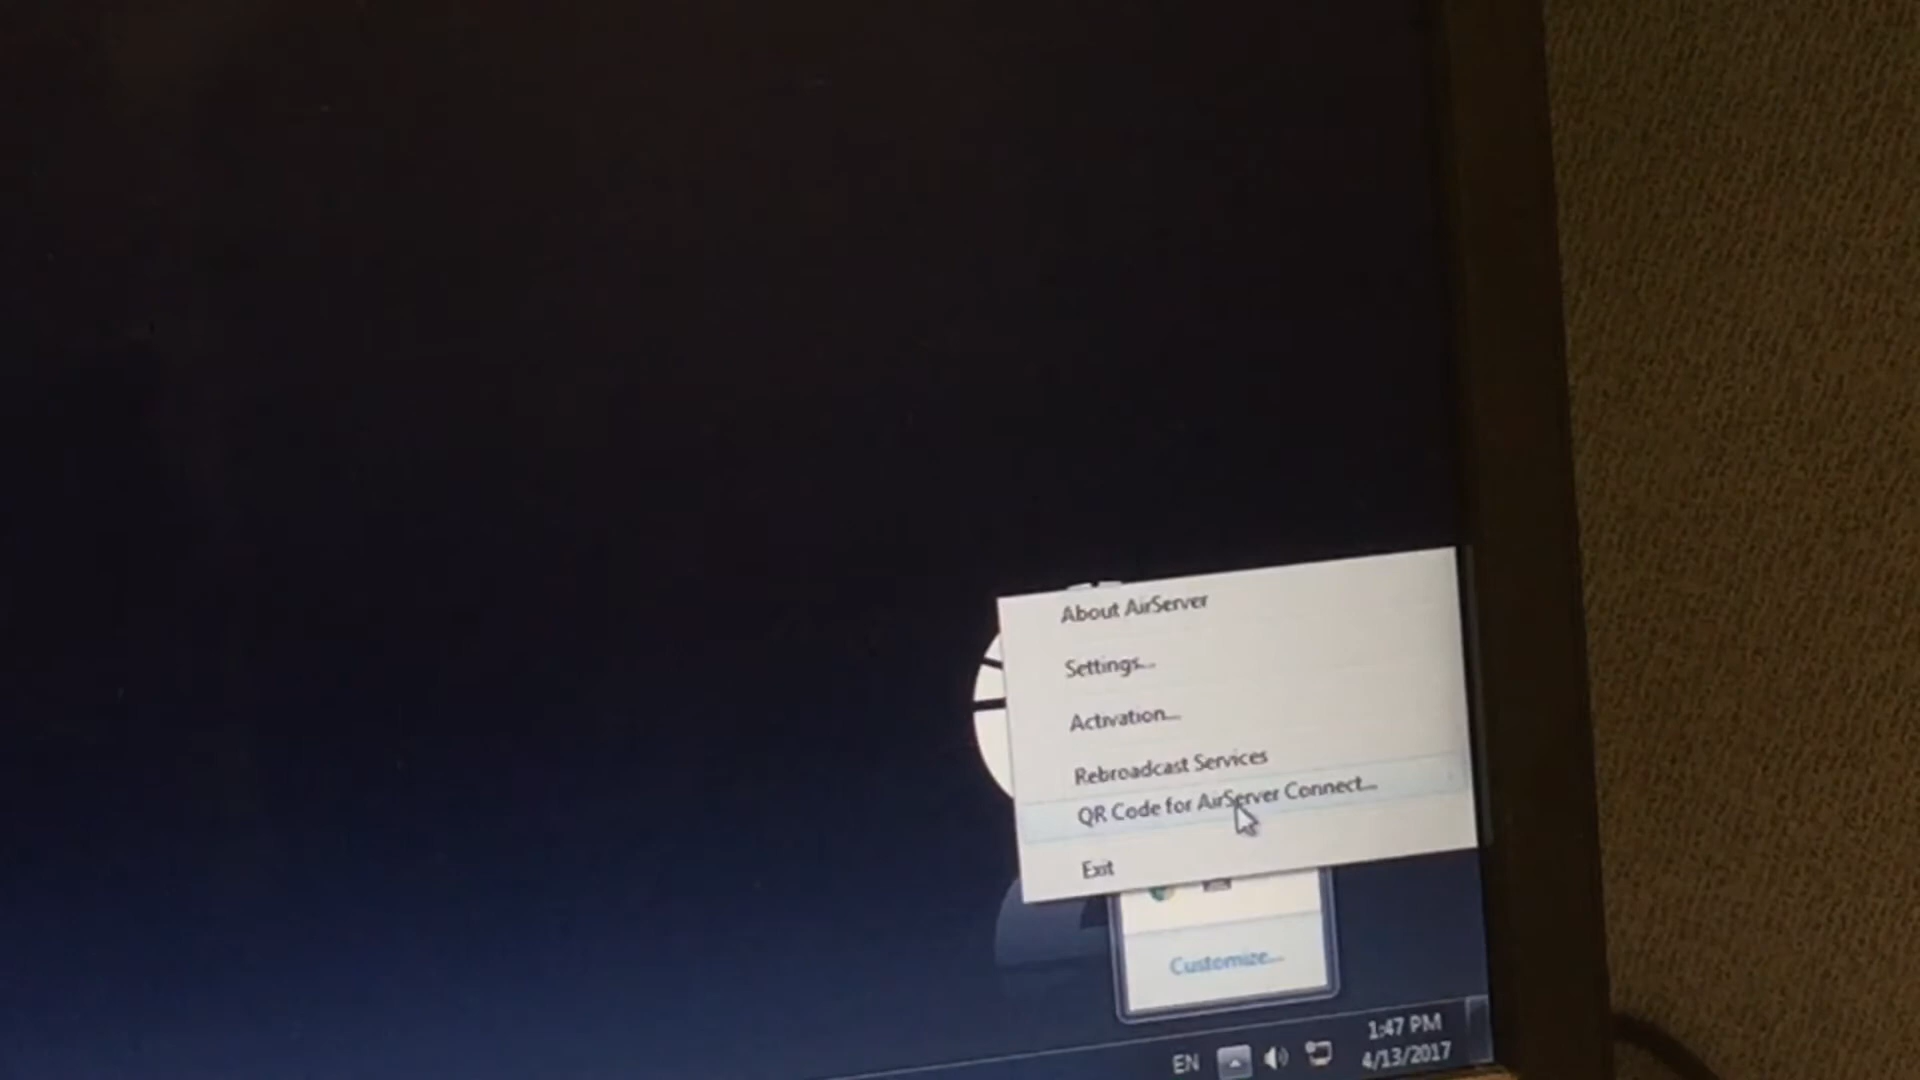 About AirServer
Settings...
Activation...
Rebroadcast Services
QR Code for AirServer Connect...
Exit
Customize...
EN
1:47 PM
4/13/2017